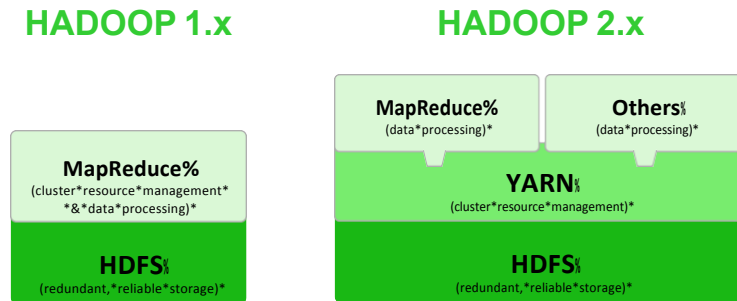 HADOOP 1.x
MapReduce%
(cluster*resource*management*
*&*data*processing)*
HDFS%
(redundant,*reliable*storage)*
HADOOP 2.x
MapReduce%
(data*processing)*
Others%
(data*processing)*
YARN%
(cluster*resource*management)*
HDFS%
(redundant,*reliable*storage)*